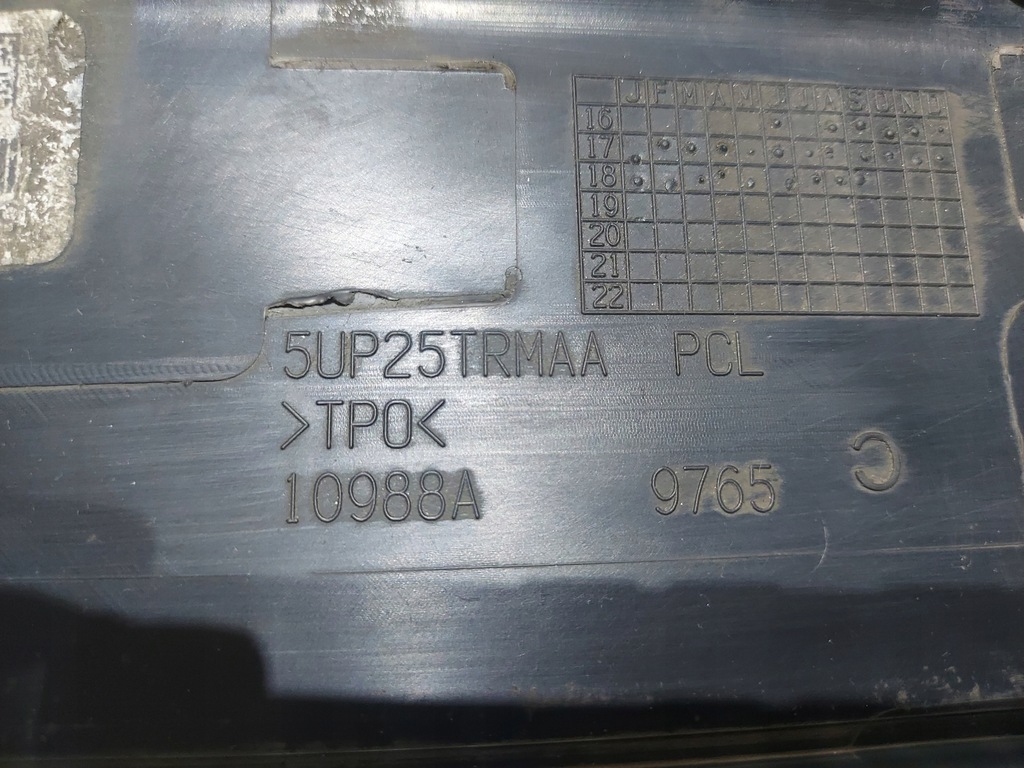 J F M A M J J A S O N D
16
17
18
19
20
21
22
5UP25TRMAA PCL
>TPO<
10988A 9765